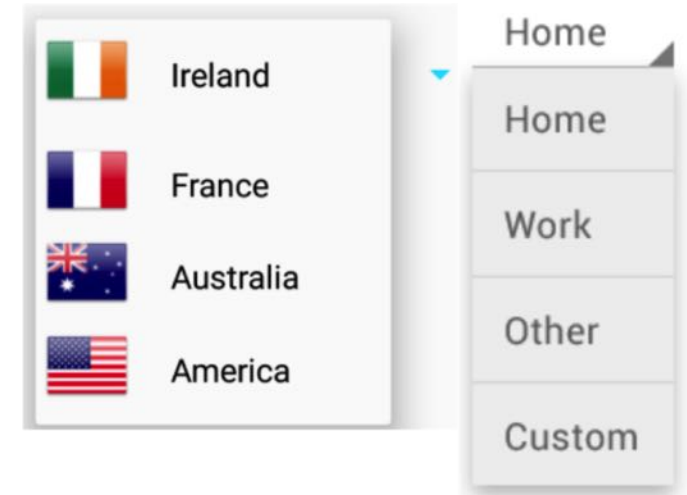 Ireland
France
Australia
America
Home
Home
Work
Other
Custom